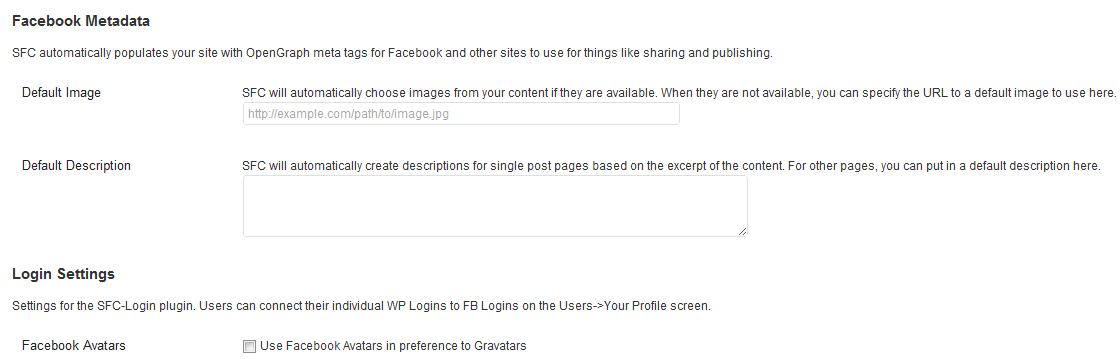 Facebook Metadata
SFC automatically populates your site with OpenGraph meta tags for Facebook and other sites to use for things like sharing and publishing.
Default Image
SFC will automatically choose images from your content if they are available. When they are not available, you can specify the URL to a default image to use here.
http://example.com/path/to/image.jpg
Default Description
SFC will automatically create descriptions for single post pages based on the excerpt of the content. For other pages, you can put in a default description here.
Login Settings
Settings for the SFC-Login plugin. Users can connect their individual WP Logins to FB Logins on the Users->Your Profile screen.
Facebook Avatars
Use Facebook Avatars in preference to Gravatars